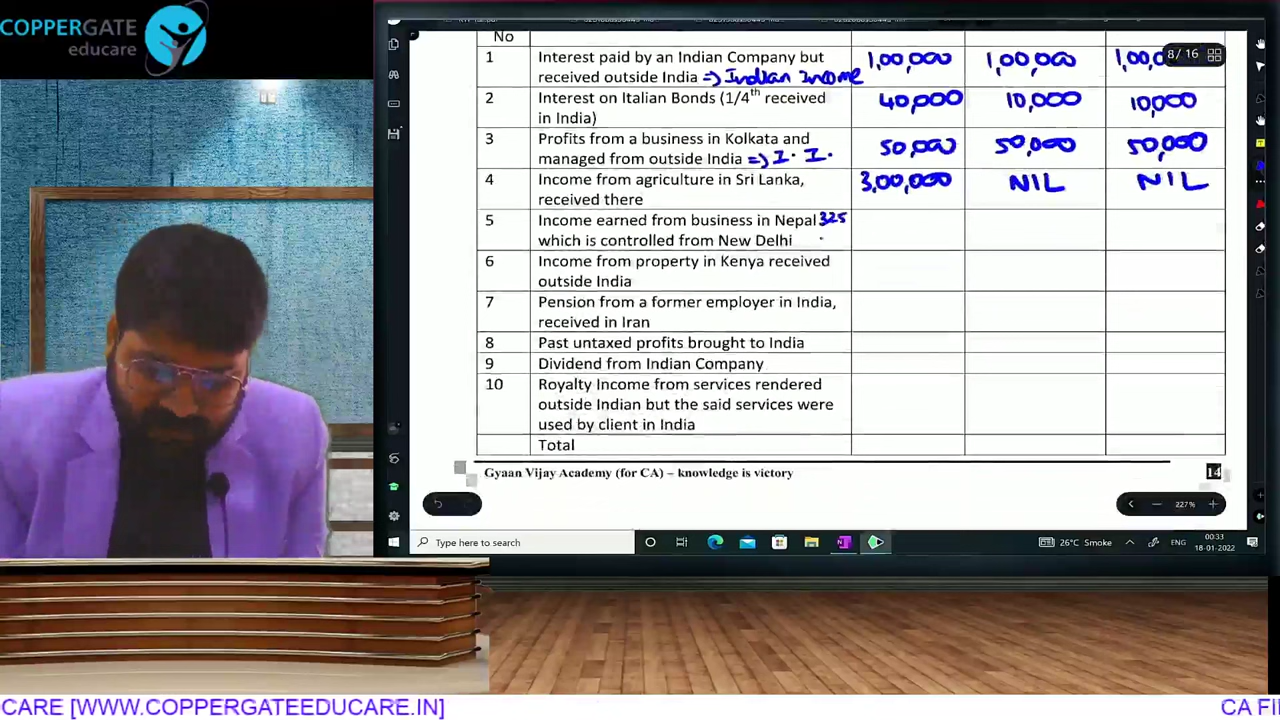 COPPERGATE
educare
No
1 Interest paid by an Indian Company but 1,00,000 1,00,000 1,00,0
received outside India => Indian Income
8/16
2 Interest on Italian Bonds (1/4th received 40,000 10,000 10,000
in India)
3 Profits from a business in Kolkata and 50,000 50,000 50,000
managed from outside India => I. I.
4 Income from agriculture in Sri Lanka, 3,00,000 NIL NIL
received there
5 Income earned from business in Nepal 325
which is controlled from New Delhi
6 Income from property in Kenya received
outside India
7 Pension from a former employer in India,
received in Iran
8 Past untaxed profits brought to India
9 Dividend from Indian Company
10 Royalty Income from services rendered
outside Indian but the said services were
used by client in India
Total
Gyaan Vijay Academy (for CA) – knowledge is victory 14
227%
Type here to search
26°C Smoke ENG 00:33
18-01-2022
CARE [WWW.COPPERGATEEDUCARE.IN] CA FI